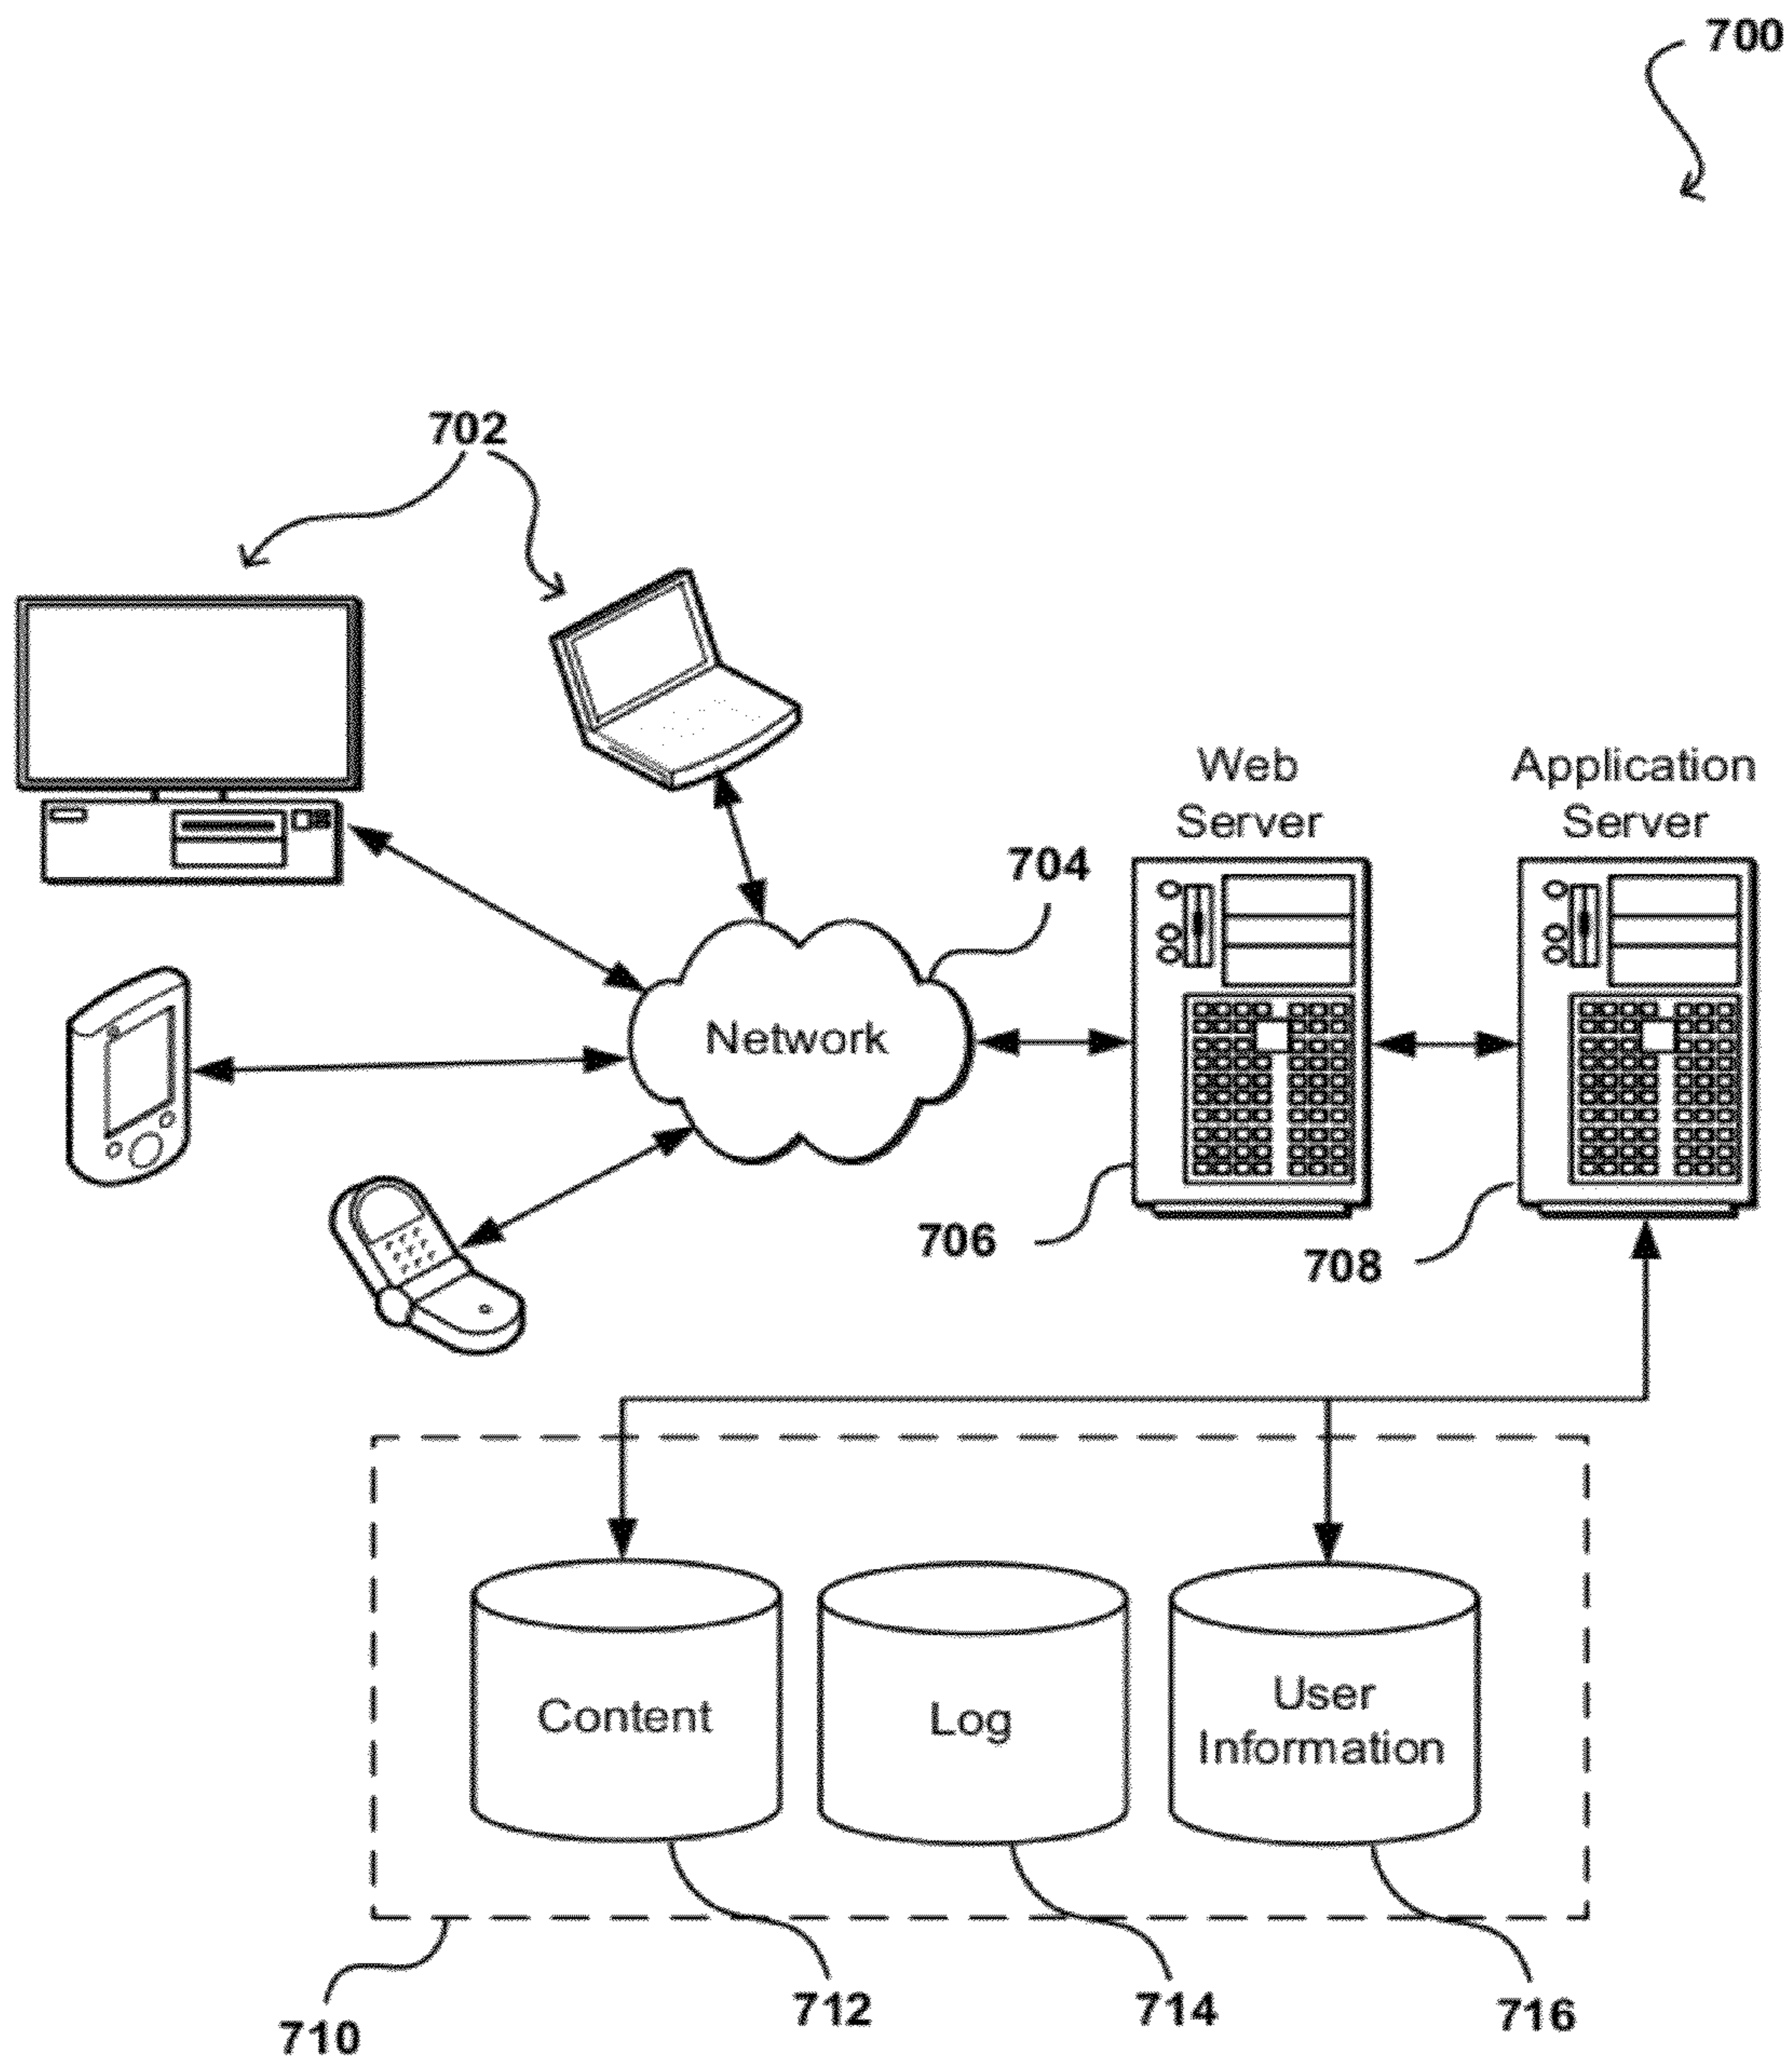 700
702
Web
Server
Application
Server
704
Network
706
708
Content
Log
User
Information
712
714
716
710